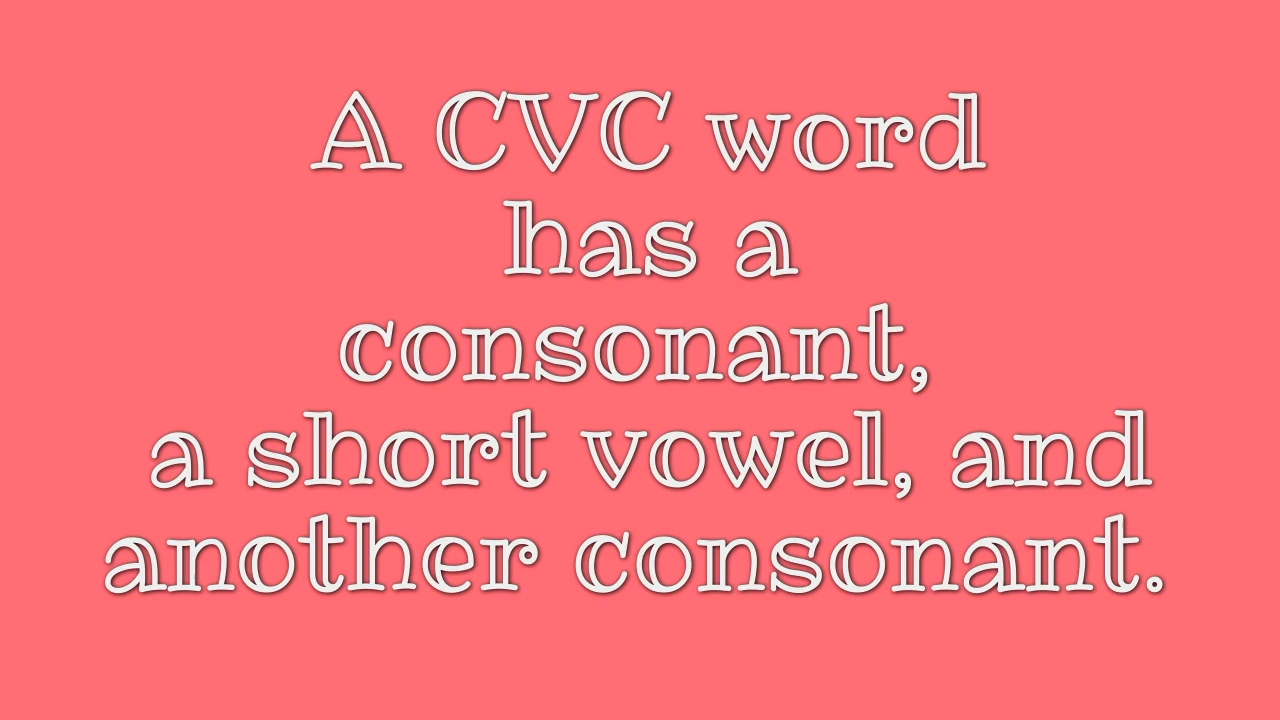 A CVC word
has a
consonant,
a short vowel, and
another consonant.